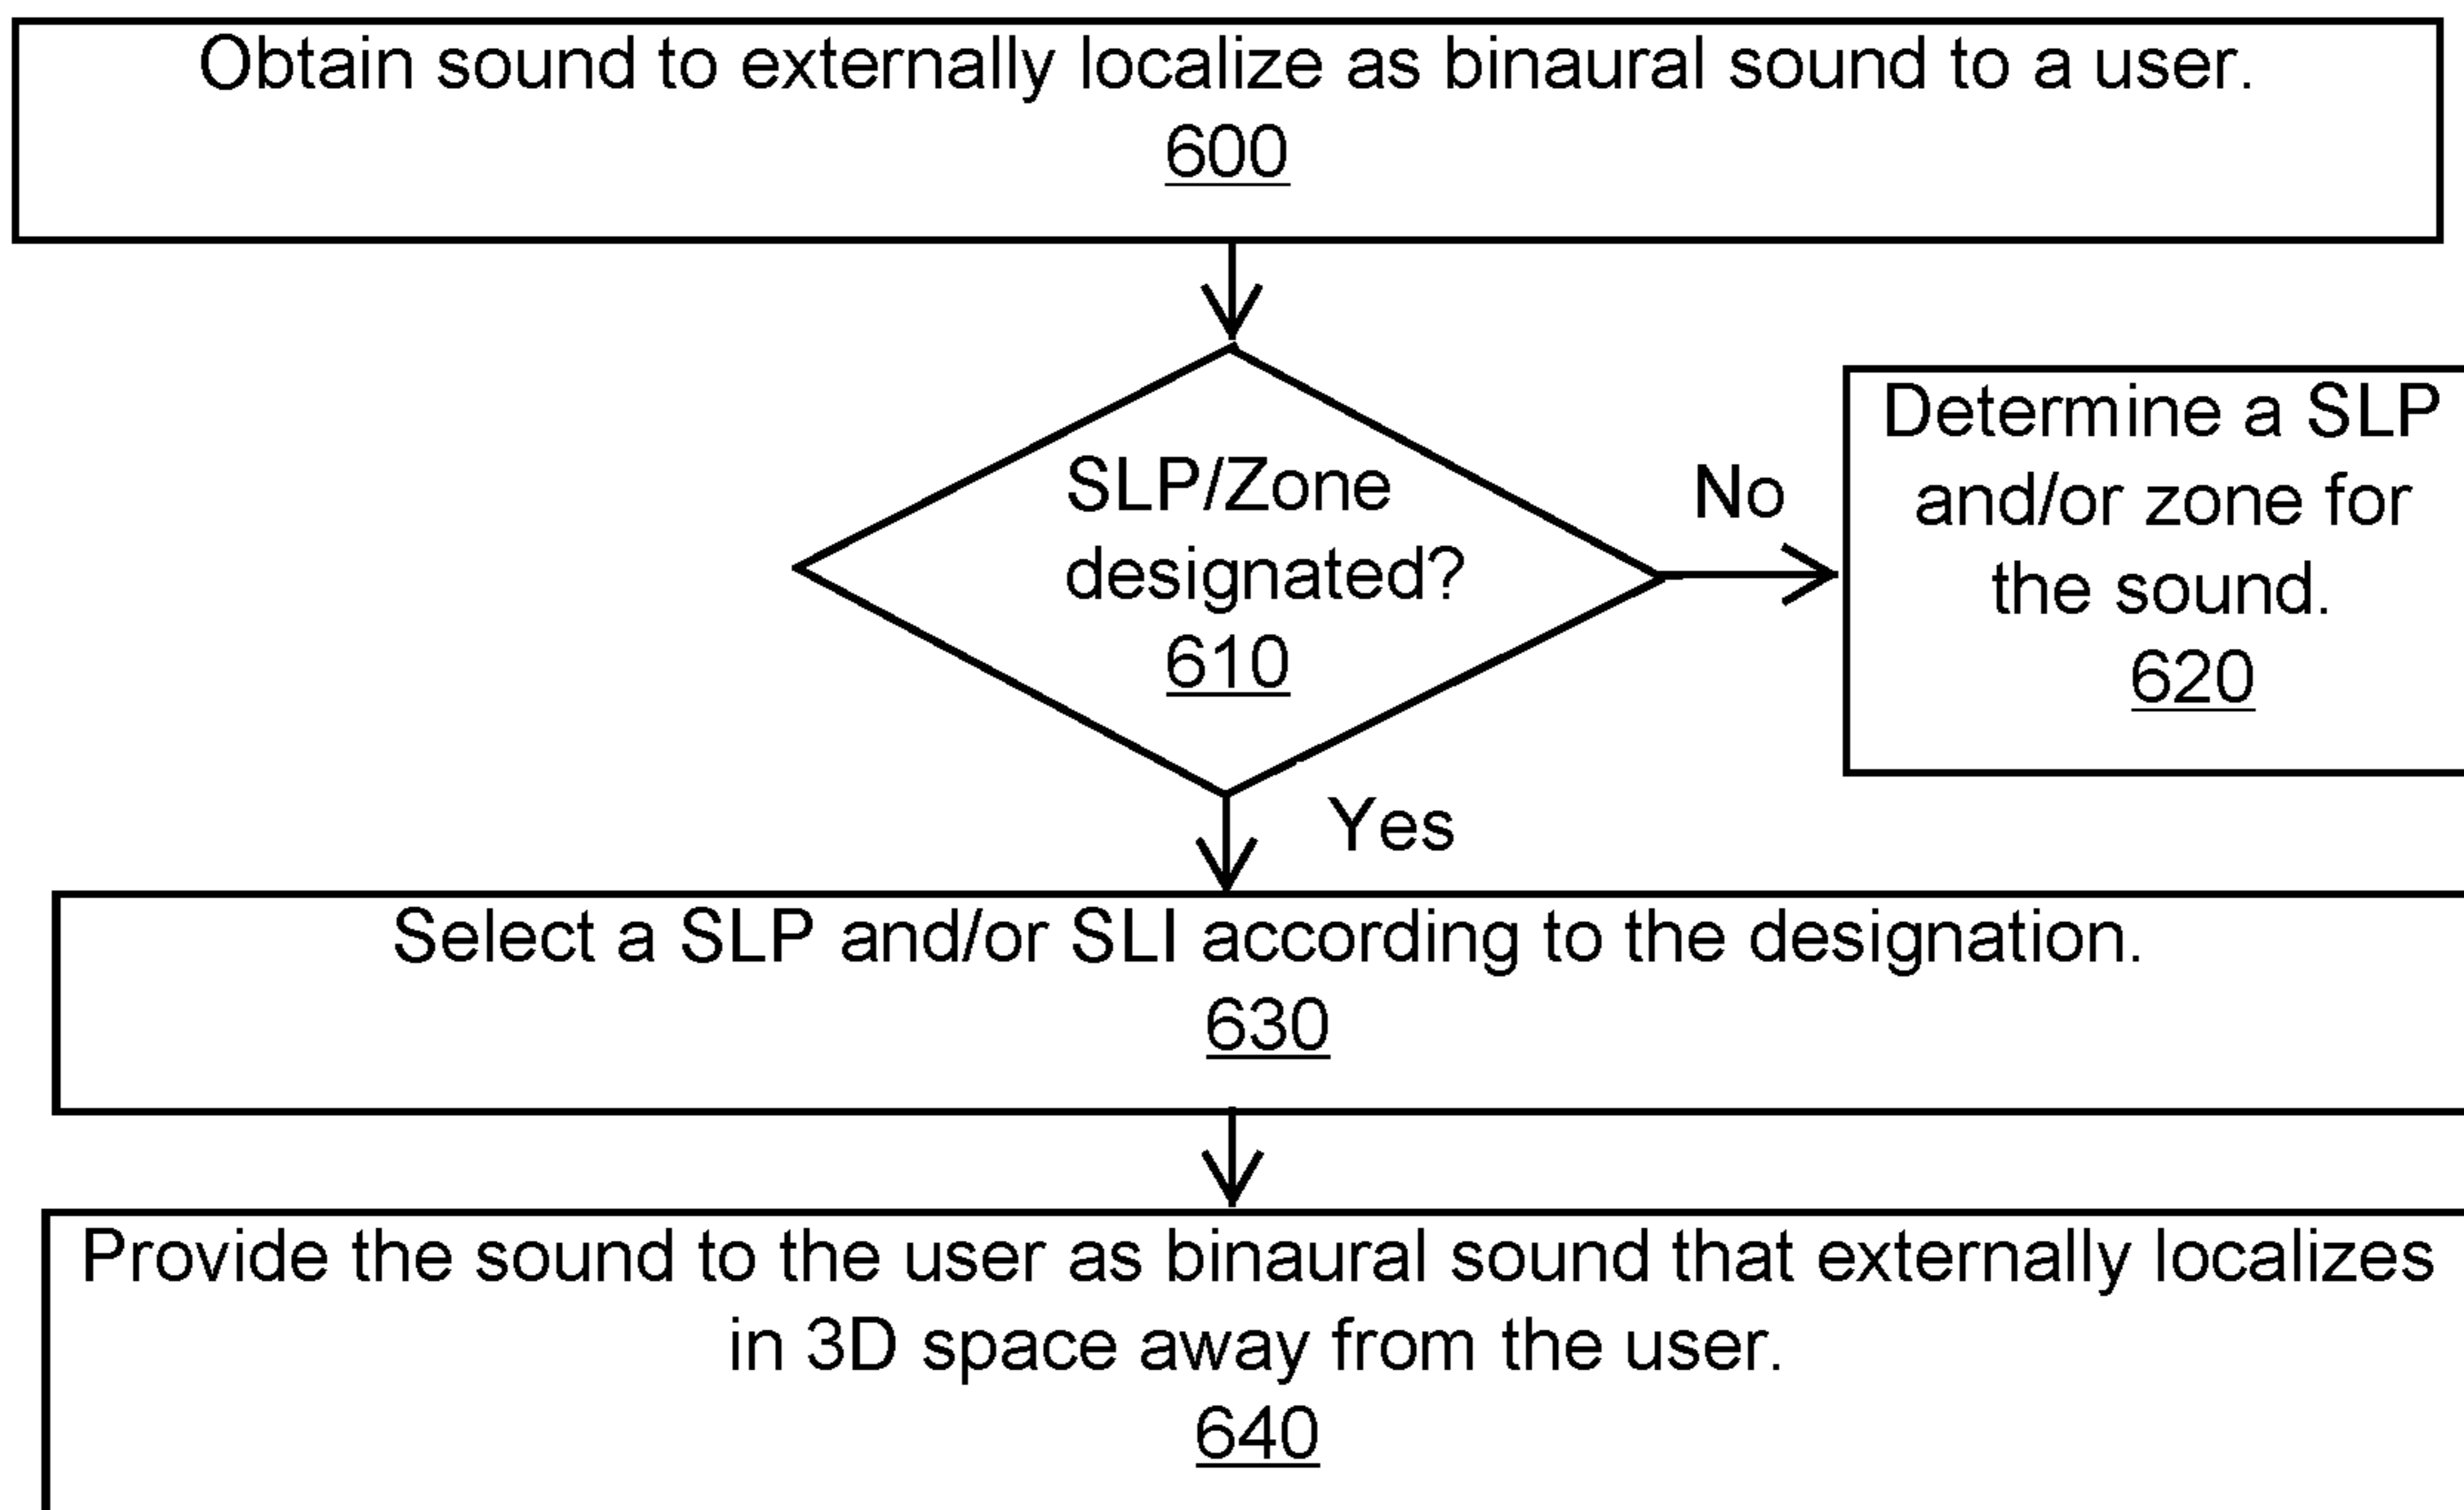 Obtain sound to externally localize as binaural sound to a user.
600
SLP/Zone
designated?
610
No
Determine a SLP
and/or zone for
the sound.
620
Yes
Select a SLP and/or SLI according to the designation.
630
Provide the sound to the user as binaural sound that externally localizes
in 3D space away from the user.
640